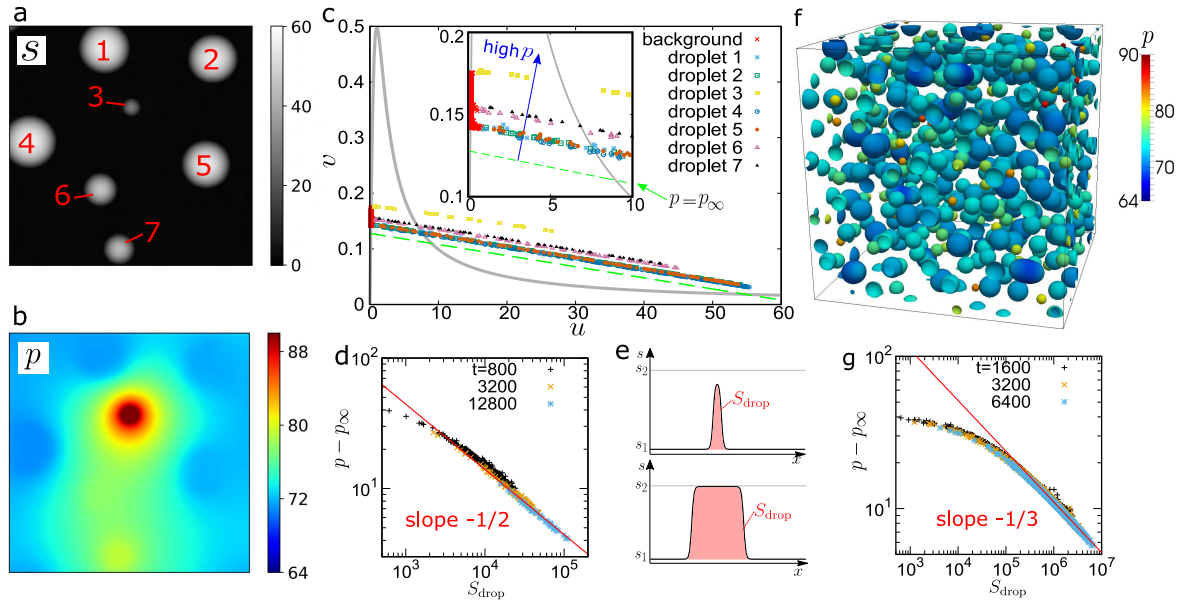 a
s
1
2
3
4
5
6
7
60
40
20
0
b
p
88
80
72
64
c
v
0.5
0.4
0.3
0.2
0.1
0
0 10 20 30 40 50 60
u
0.2
0.15
0.1
0 5 10
high p
background
droplet 1
droplet 2
droplet 3
droplet 4
droplet 5
droplet 6
droplet 7
p = p∞
d
p − p∞
10²
10¹
t=800
3200
12800
slope -1/2
10³ 10⁴ 10⁵
S_drop
e
s
s₂
S_drop
s₁
x
s
s₂
S_drop
s₁
x
f
p
90
80
70
64
g
p − p∞
10²
10¹
t=1600
3200
6400
slope -1/3
10³ 10⁴ 10⁵ 10⁶ 10⁷
S_drop